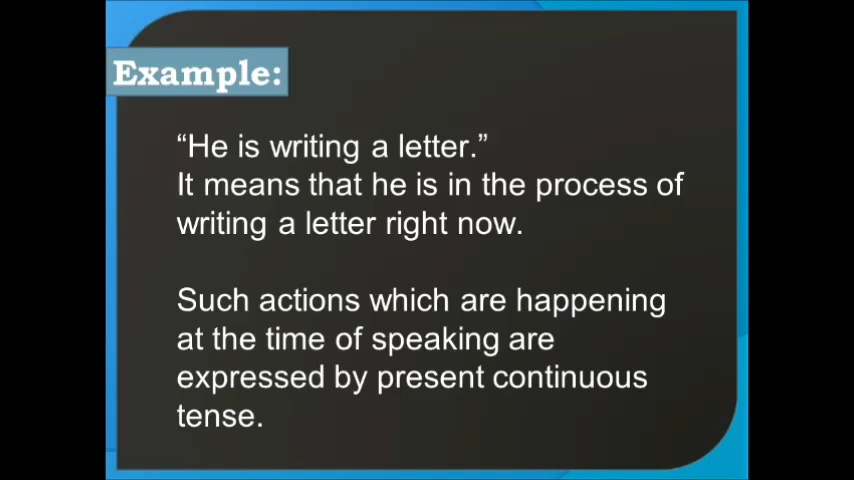 Example:
“He is writing a letter.”
It means that he is in the process of
writing a letter right now.
Such actions which are happening
at the time of speaking are
expressed by present continuous
tense.